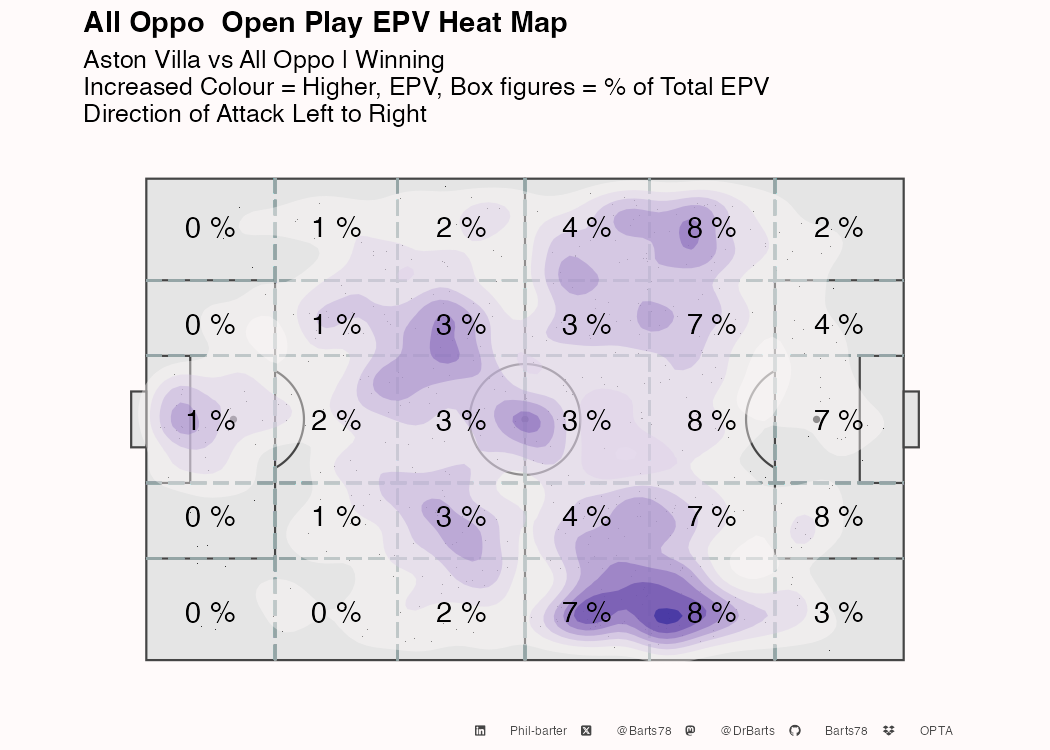 All Oppo  Open Play EPV Heat Map
Aston Villa vs All Oppo | Winning
Increased Colour = Higher, EPV, Box figures = % of Total EPV
Direction of Attack Left to Right
0 % 1 % 2 % 4 % 8 % 2 %
0 % 1 % 3 % 3 % 7 % 4 %
1 % 2 % 3 % 3 % 8 % 7 %
0 % 1 % 3 % 4 % 7 % 8 %
0 % 0 % 2 % 7 % 8 % 3 %
Phil-barter @Barts78 @DrBarts Barts78 OPTA